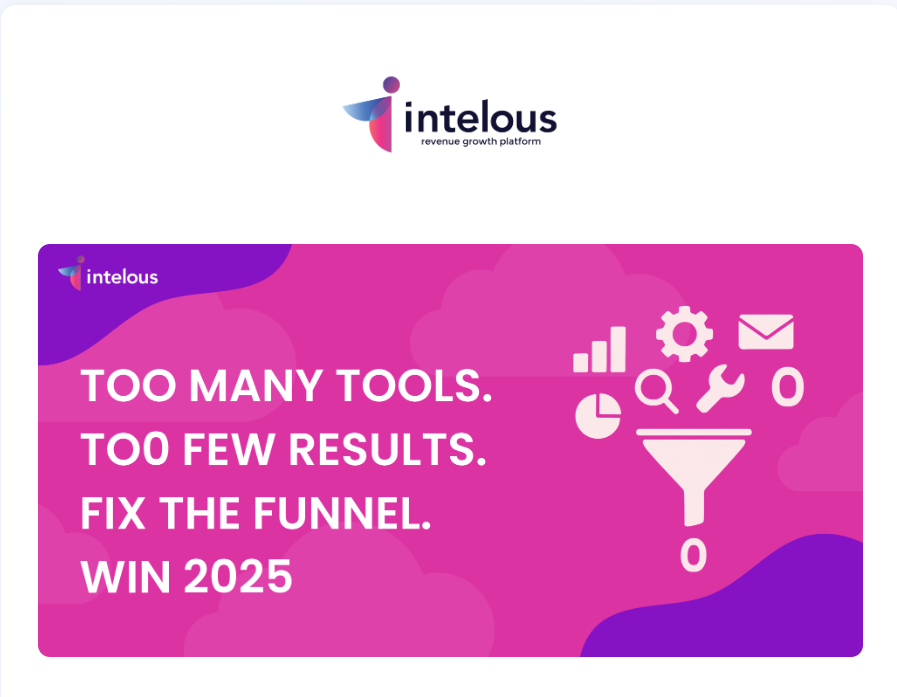 intelous
revenue growth platform
intelous
TOO MANY TOOLS.
TO0 FEW RESULTS.
FIX THE FUNNEL.
WIN 2025
0
0